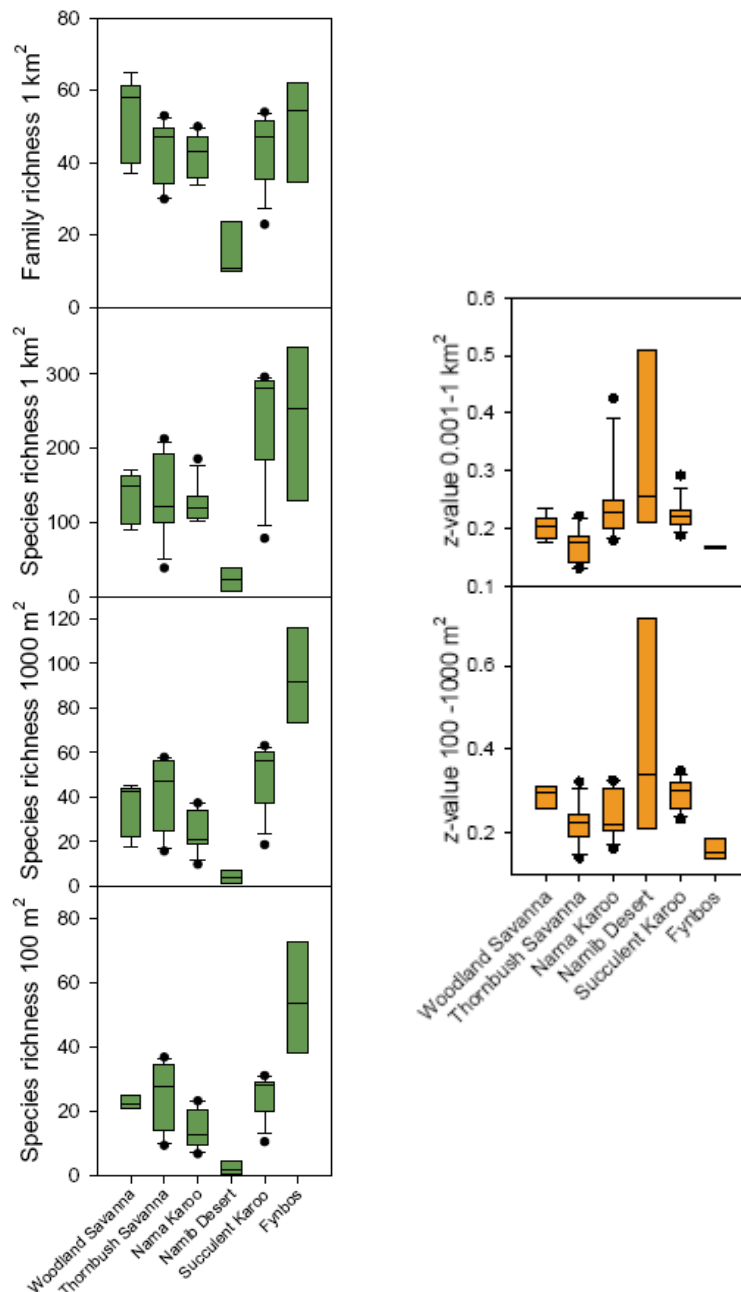 Family richness 1 km²
80
60
40
20
0
Species richness 1 km²
300
200
100
0
Species richness 1000 m²
120
100
80
60
40
20
0
Species richness 100 m²
80
60
40
20
0
Woodland Savanna
Thornbush Savanna
Nama Karoo
Namib Desert
Succulent Karoo
Fynbos
z-value 0.001-1 km²
0.6
0.5
0.4
0.3
0.2
0.1
z-value 100 -1000 m²
0.6
0.4
0.2
Woodland Savanna
Thornbush Savanna
Nama Karoo
Namib Desert
Succulent Karoo
Fynbos